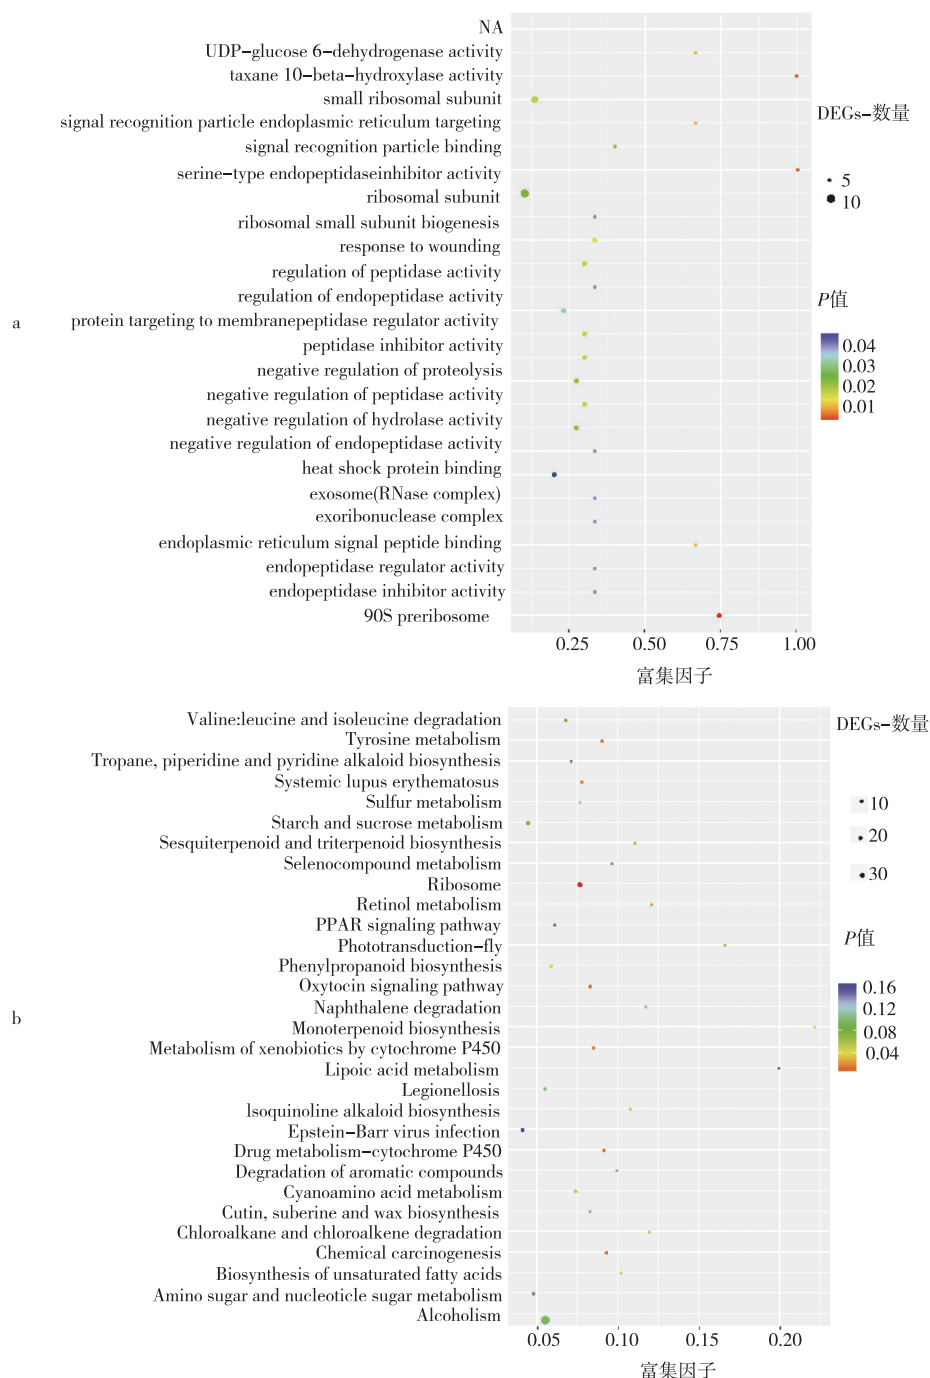 NA
UDP-glucose 6-dehydrogenase activity
taxane 10-beta-hydroxylase activity
small ribosomal subunit
signal recognition particle endoplasmic reticulum targeting
signal recognition particle binding
serine-type endopeptidaseinhibitor activity
ribosomal subunit
ribosomal small subunit biogenesis
response to wounding
regulation of peptidase activity
regulation of endopeptidase activity
protein targeting to membranepeptidase regulator activity
peptidase inhibitor activity
negative regulation of proteolysis
negative regulation of peptidase activity
negative regulation of hydrolase activity
negative regulation of endopeptidase activity
heat shock protein binding
exosome(RNase complex)
exoribonuclease complex
endoplasmic reticulum signal peptide binding
endopeptidase regulator activity
endopeptidase inhibitor activity
90S preribosome
a
0.25 0.50 0.75 1.00
富集因子
DEGs-数量
5
10
P值
0.04
0.03
0.02
0.01
Valine:leucine and isoleucine degradation
Tyrosine metabolism
Tropane, piperidine and pyridine alkaloid biosynthesis
Systemic lupus erythematosus
Sulfur metabolism
Starch and sucrose metabolism
Sesquiterpenoid and triterpenoid biosynthesis
Selenocompound metabolism
Ribosome
Retinol metabolism
PPAR signaling pathway
Phototransduction-fly
Phenylpropanoid biosynthesis
Oxytocin signaling pathway
Naphthalene degradation
Monoterpenoid biosynthesis
Metabolism of xenobiotics by cytochrome P450
Lipoic acid metabolism
Legionellosis
lsoquinoline alkaloid biosynthesis
Epstein-Barr virus infection
Drug metabolism-cytochrome P450
Degradation of aromatic compounds
Cyanoamino acid metabolism
Cutin, suberine and wax biosynthesis
Chloroalkane and chloroalkene degradation
Chemical carcinogenesis
Biosynthesis of unsaturated fatty acids
Amino sugar and nucleoticle sugar metabolism
Alcoholism
b
0.05 0.10 0.15 0.20
富集因子
DEGs-数量
10
20
30
P值
0.16
0.12
0.08
0.04